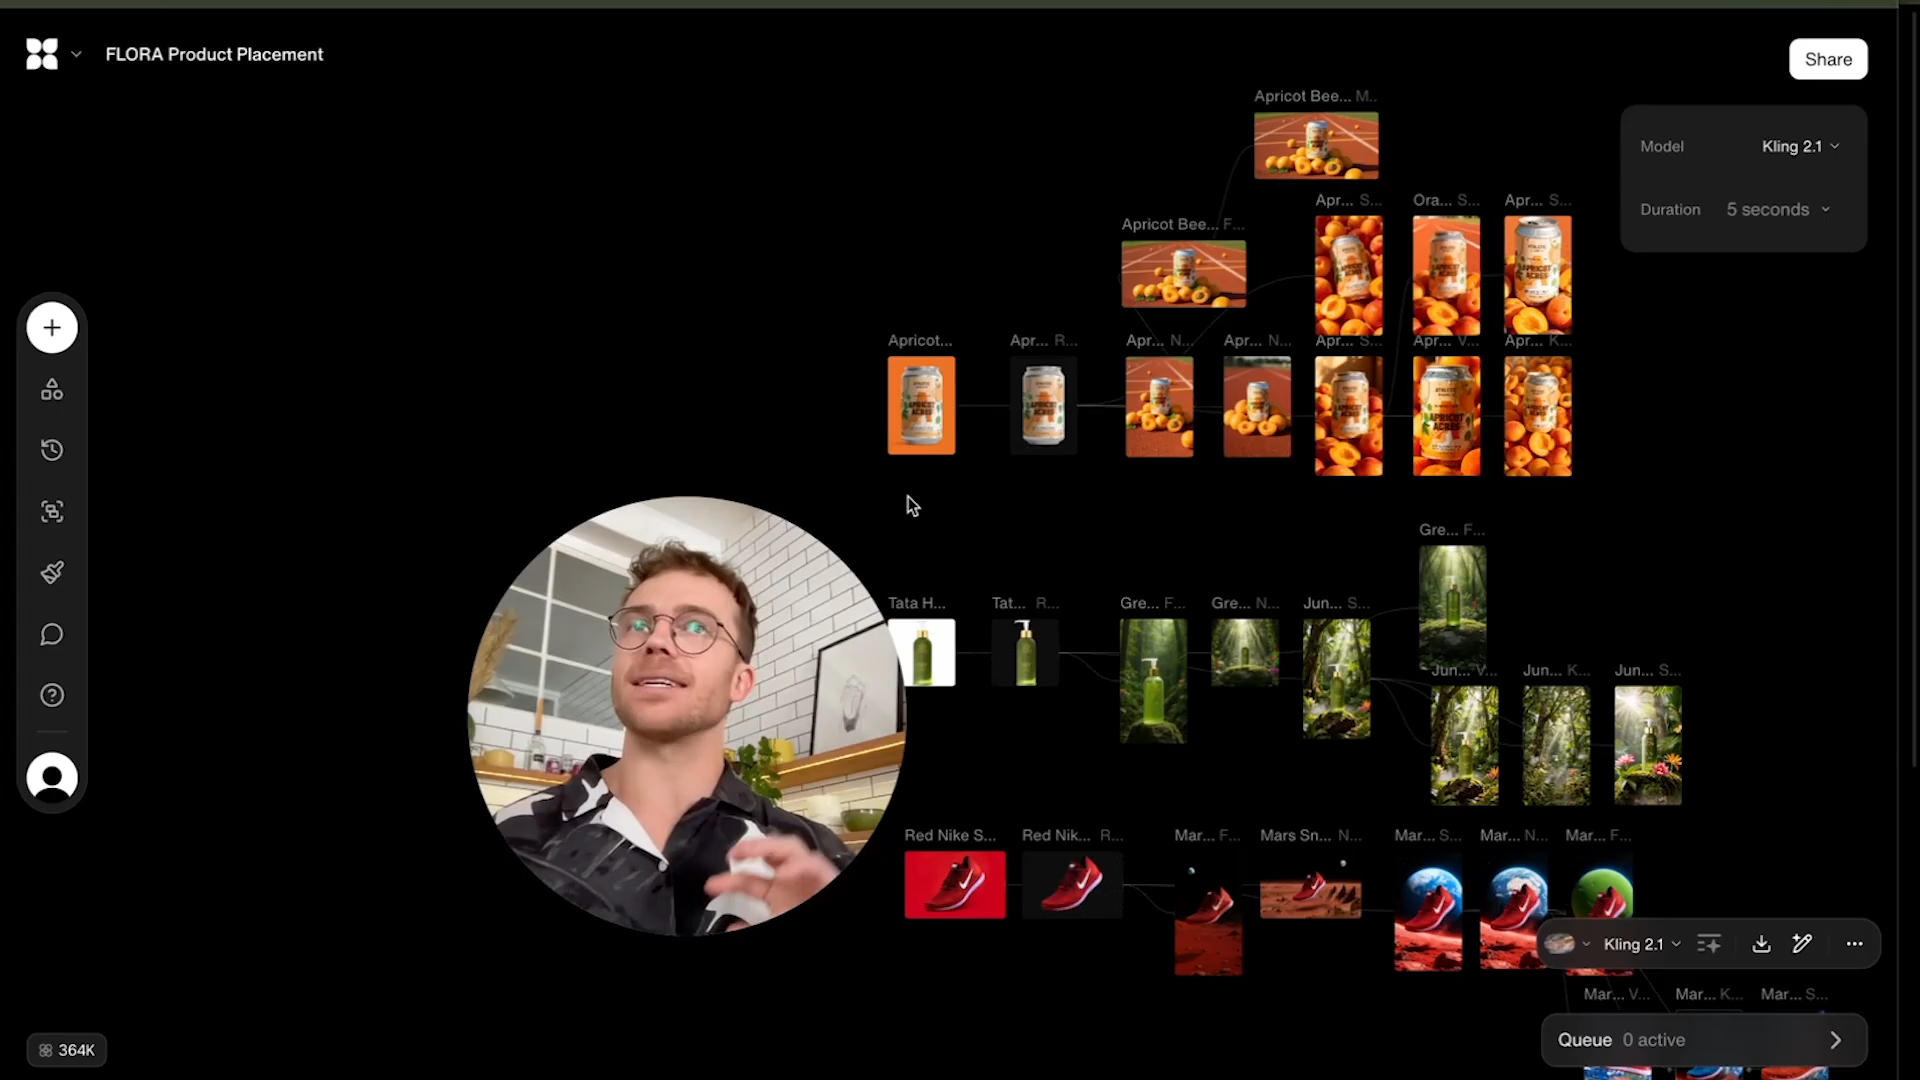 FLORA Product Placement
Share
Model Kling 2.1
Duration 5 seconds
Apricot Bee... M..
Apricot Bee... F...
Apr... S...
Ora... S...
Apr... S...
Apricot...
Apr... R...
Apr... N...
Apr... N...
Apr... S...
Apr... V...
Apr... K...
APRICOT
ACRES
Gre... F...
Tata H...
Tat... R...
Gre... F...
Gre... N...
Jun... S...
Jun... V...
Jun... K...
Jun... S...
Red Nike S...
Red Nik... R...
Mar... F...
Mars Sn... N...
Mar... S...
Mar... N...
Mar... F...
Kling 2.1
Mar... V...
Mar... K...
Mar... S...
Queue 0 active
364K